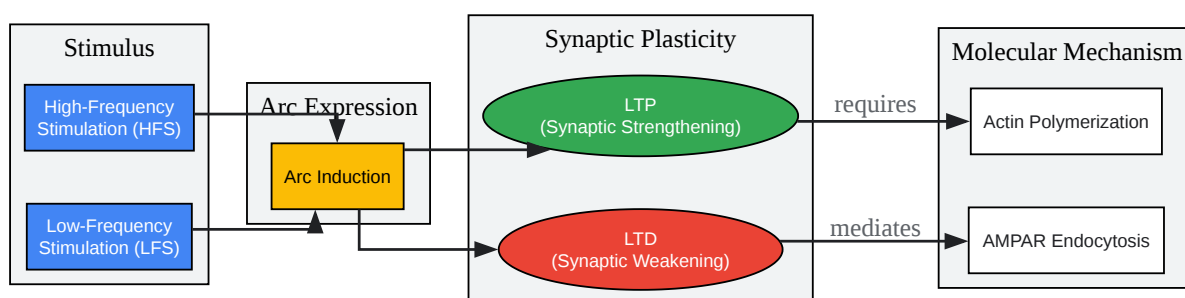 Stimulus
High-Frequency
Stimulation (HFS)
Low-Frequency
Stimulation (LFS)
Arc Expression
Arc Induction
Synaptic Plasticity
LTP
(Synaptic Strengthening)
LTD
(Synaptic Weakening)
requires
mediates
Molecular Mechanism
Actin Polymerization
AMPAR Endocytosis